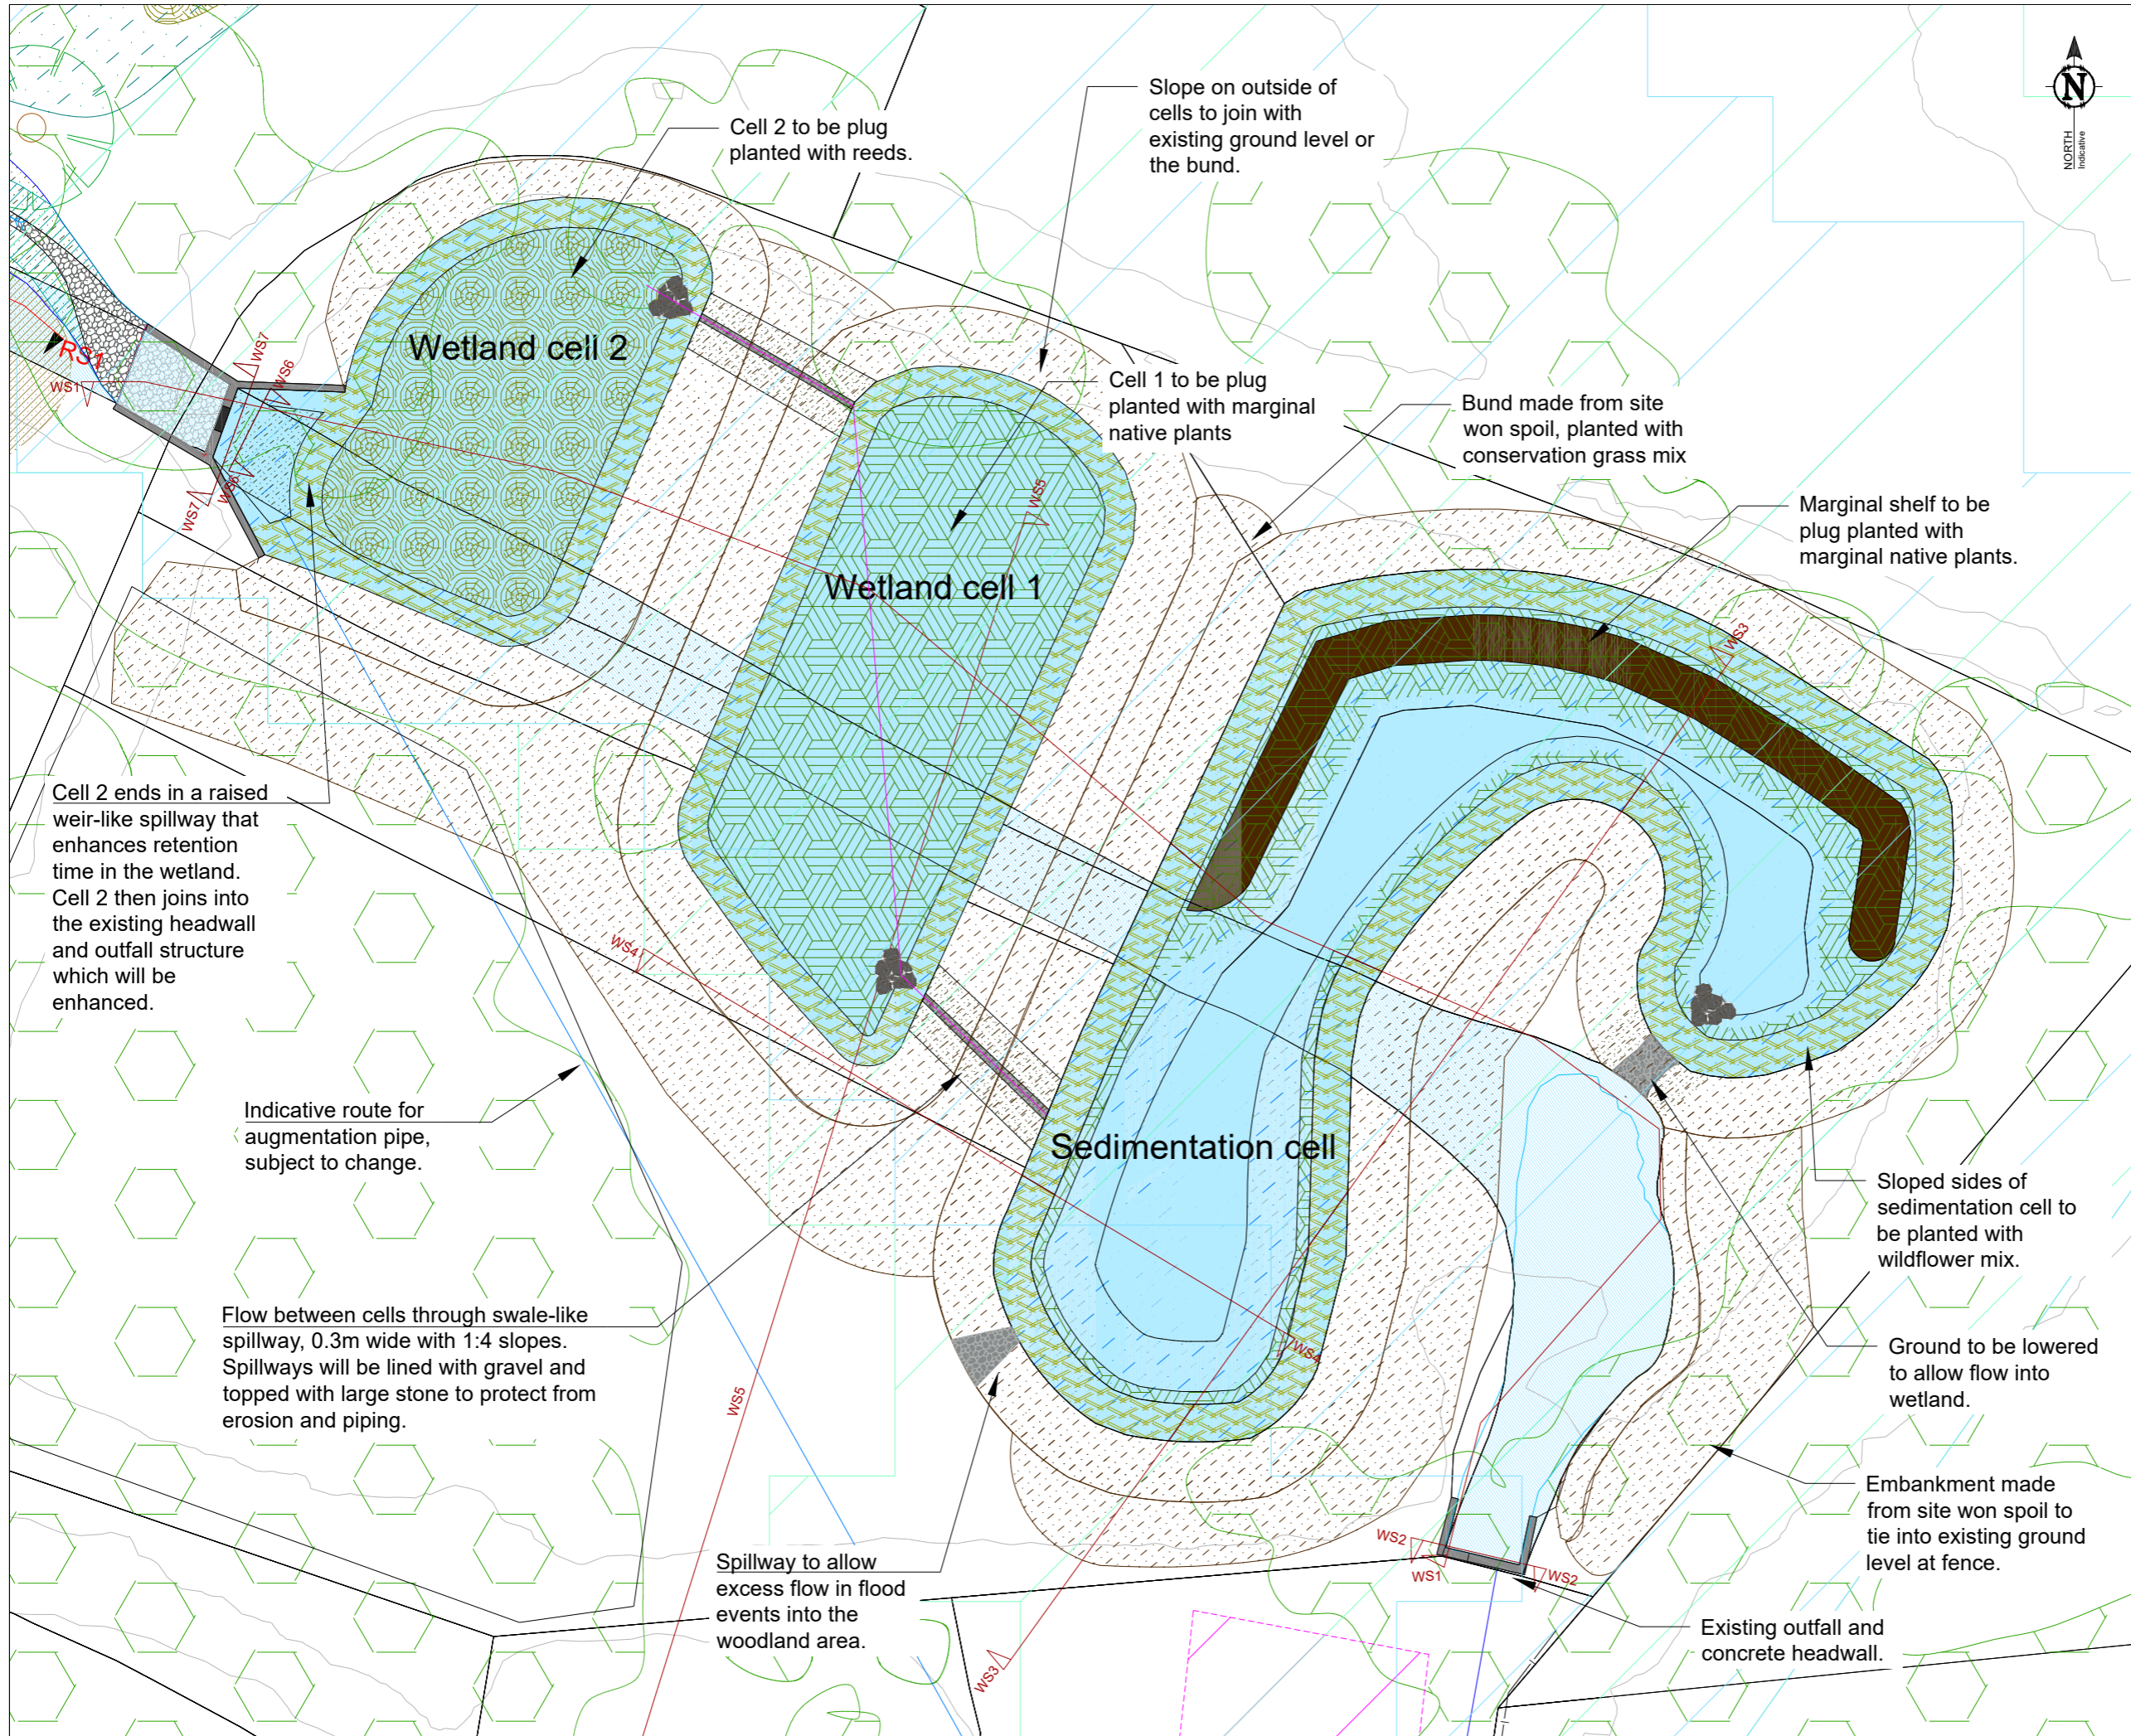 N
NORTH
Indicative
Slope on outside of
cells to join with
existing ground level or
the bund.
Cell 2 to be plug
planted with reeds.
Wetland cell 2
Cell 1 to be plug
planted with marginal
native plants
Bund made from site
won spoil, planted with
conservation grass mix
Marginal shelf to be
plug planted with
marginal native plants.
RS1
WS1
WS7
WS6
WS7
WS6
WS5
Wetland cell 1
WS3
Cell 2 ends in a raised
weir-like spillway that
enhances retention
time in the wetland.
Cell 2 then joins into
the existing headwall
and outfall structure
which will be
enhanced.
WS4
Indicative route for
augmentation pipe,
subject to change.
Sedimentation cell
Sloped sides of
sedimentation cell to
be planted with
wildflower mix.
Flow between cells through swale-like
spillway, 0.3m wide with 1:4 slopes.
Spillways will be lined with gravel and
topped with large stone to protect from
erosion and piping.
WS4
WS5
Ground to be lowered
to allow flow into
wetland.
Embankment made
from site won spoil to
tie into existing ground
level at fence.
Spillway to allow
excess flow in flood
events into the
woodland area.
WS2
WS1
WS2
WS3
Existing outfall and
concrete headwall.